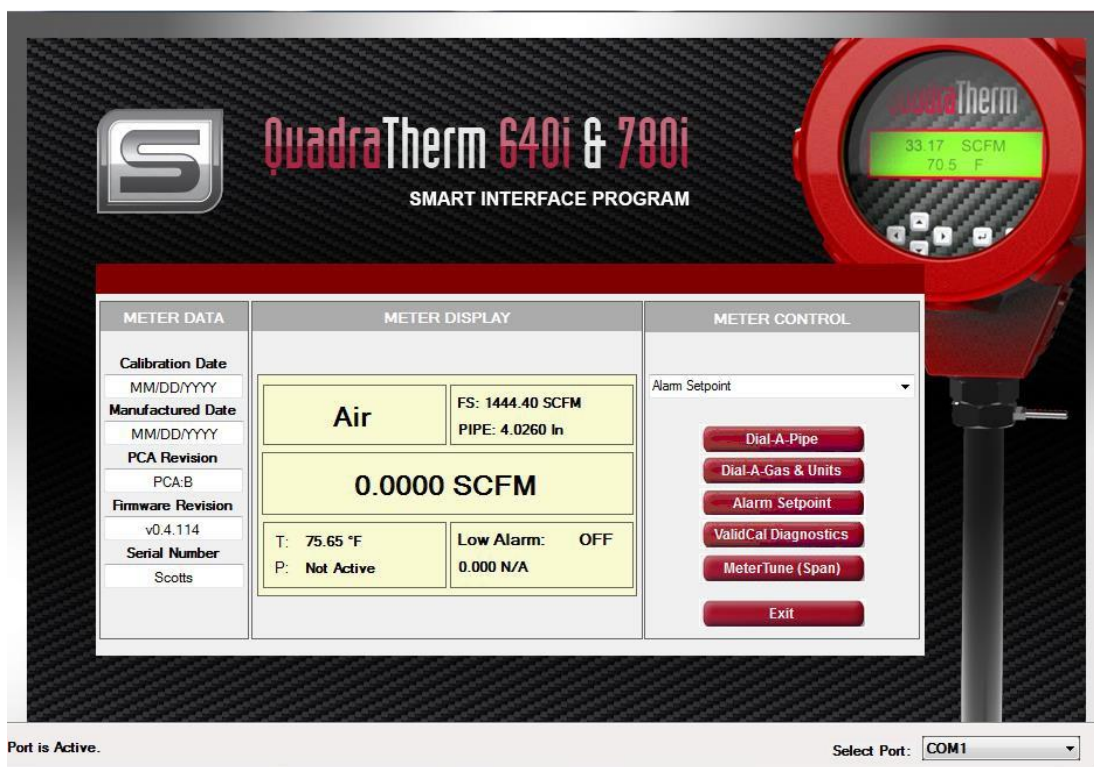 QuadraTherm 640i & 780i
SMART INTERFACE PROGRAM
Therm
33.17 SCFM
70.5 F
METER DATA
Calibration Date
MM/DD/YYYY
Manufactured Date
MM/DD/YYYY
PCA Revision
PCA:B
Firmware Revision
v0.4.114
Serial Number
Scotts
METER DISPLAY
Air
FS: 1444.40 SCFM
PIPE: 4.0260 In
0.0000 SCFM
T: 75.65 °F
P: Not Active
Low Alarm: OFF
0.000 N/A
METER CONTROL
Alarm Setpoint
Dial-A-Pipe
Dial-A-Gas & Units
Alarm Setpoint
ValidCal Diagnostics
MeterTune (Span)
Exit
Port is Active.
Select Port: COM1